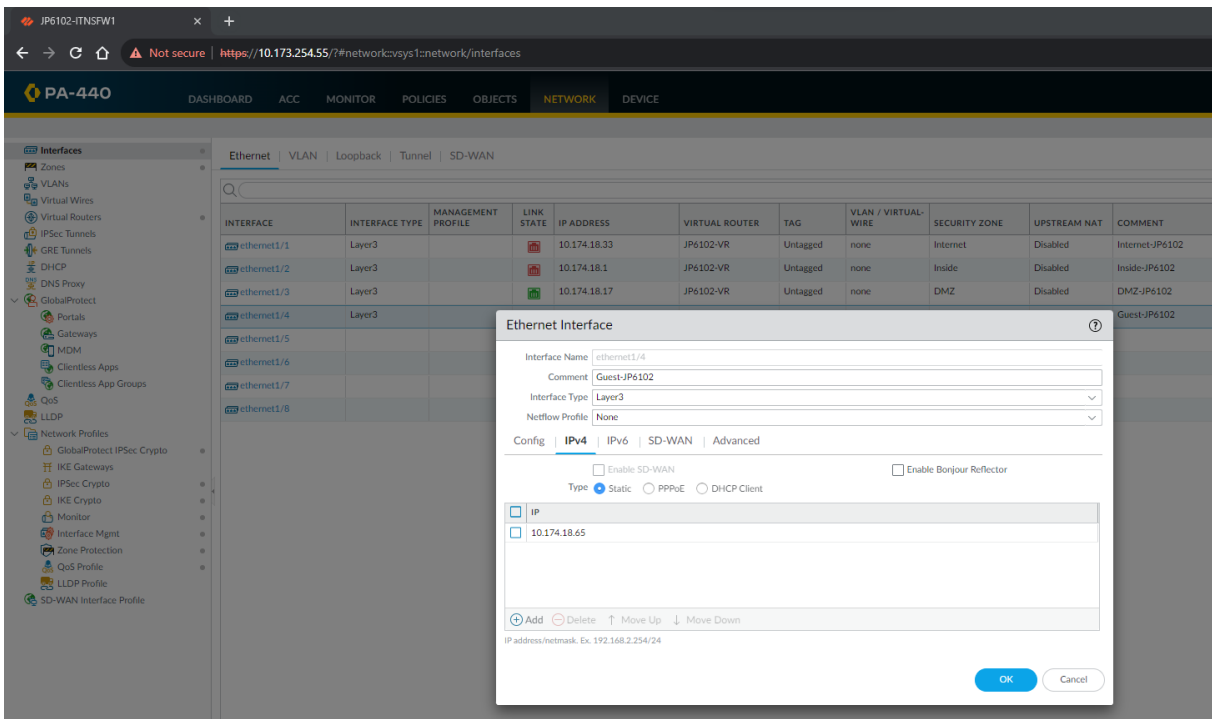 JP6102-ITNSFW1
Not secure https://10.173.254.55/?#network::vsys1::network/interfaces
PA-440
DASHBOARD ACC MONITOR POLICIES OBJECTS NETWORK DEVICE
Interfaces
Zones
VLANs
Virtual Wires
Virtual Routers
IPSec Tunnels
GRE Tunnels
DHCP
DNS Proxy
GlobalProtect
Portals
Gateways
MDM
Clientless Apps
Clientless App Groups
QoS
LLDP
Network Profiles
GlobalProtect IPSec Crypto
IKE Gateways
IPSec Crypto
IKE Crypto
Monitor
Interface Mgmt
Zone Protection
QoS Profile
LLDP Profile
SD-WAN Interface Profile
Ethernet | VLAN | Loopback | Tunnel | SD-WAN
INTERFACE INTERFACE TYPE MANAGEMENT PROFILE LINK STATE IP ADDRESS VIRTUAL ROUTER TAG VLAN / VIRTUAL-WIRE SECURITY ZONE UPSTREAM NAT COMMENT
ethernet1/1 Layer3 10.174.18.33 JP6102-VR Untagged none Internet Disabled Internet-JP6102
ethernet1/2 Layer3 10.174.18.1 JP6102-VR Untagged none Inside Disabled Inside-JP6102
ethernet1/3 Layer3 10.174.18.17 JP6102-VR Untagged none DMZ Disabled DMZ-JP6102
ethernet1/4 Layer3 Guest-JP6102
ethernet1/5
ethernet1/6
ethernet1/7
ethernet1/8
Ethernet Interface
Interface Name ethernet1/4
Comment Guest-JP6102
Interface Type Layer3
Netflow Profile None
Config | IPv4 | IPv6 | SD-WAN | Advanced
Enable SD-WAN Enable Bonjour Reflector
Type Static PPPoE DHCP Client
IP
10.174.18.65
Add Delete Move Up Move Down
IP address/netmask. Ex. 192.168.2.254/24
OK Cancel